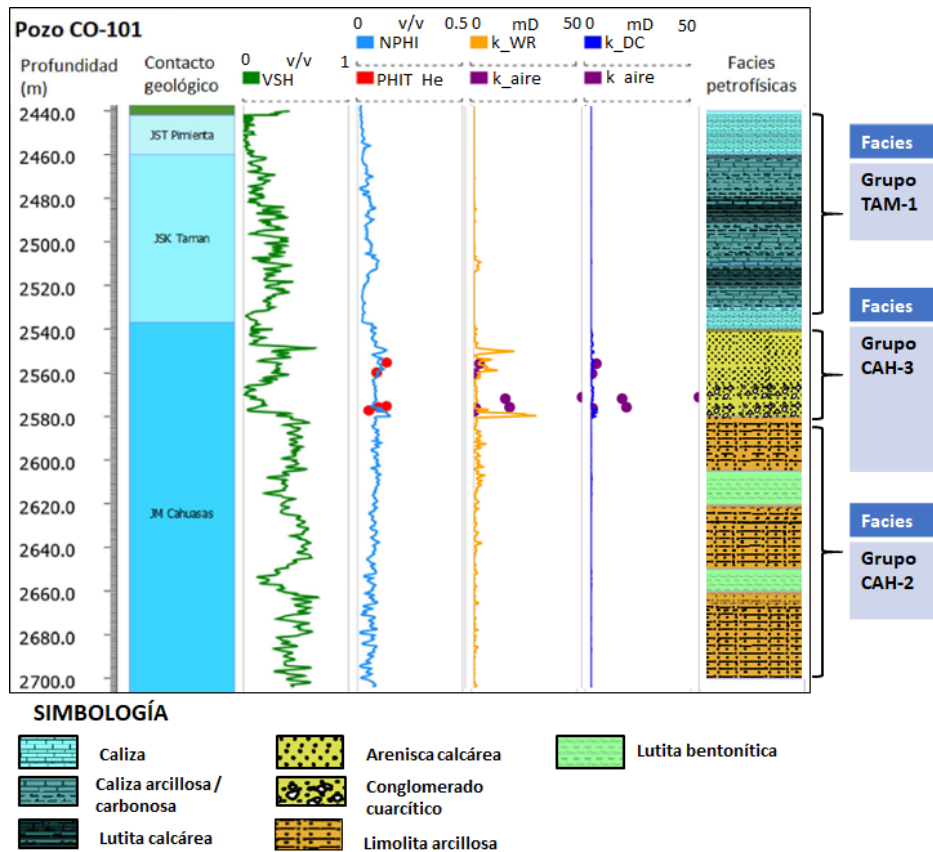 Pozo CO-101
Profundidad
(m)
Contacto
geológico
0 v/v 1
VSH
0 v/v 0.5
NPHI
PHIT He
0 mD 50
k_WR
k_aire
0 mD 50
k_DC
k aire
Facies
petrofísicas
2440.0
2460.0
2480.0
2500.0
2520.0
2540.0
2560.0
2580.0
2600.0
2620.0
2640.0
2660.0
2680.0
2700.0
JST Pimienta
JSK Taman
JM Cahuasas
Facies
Grupo
TAM-1
Facies
Grupo
CAH-3
Facies
Grupo
CAH-2
SIMBOLOGÍA
Caliza
Caliza arcillosa /
carbonosa
Lutita calcárea
Arenisca calcárea
Conglomerado
cuarcítico
Limolita arcillosa
Lutita bentonítica